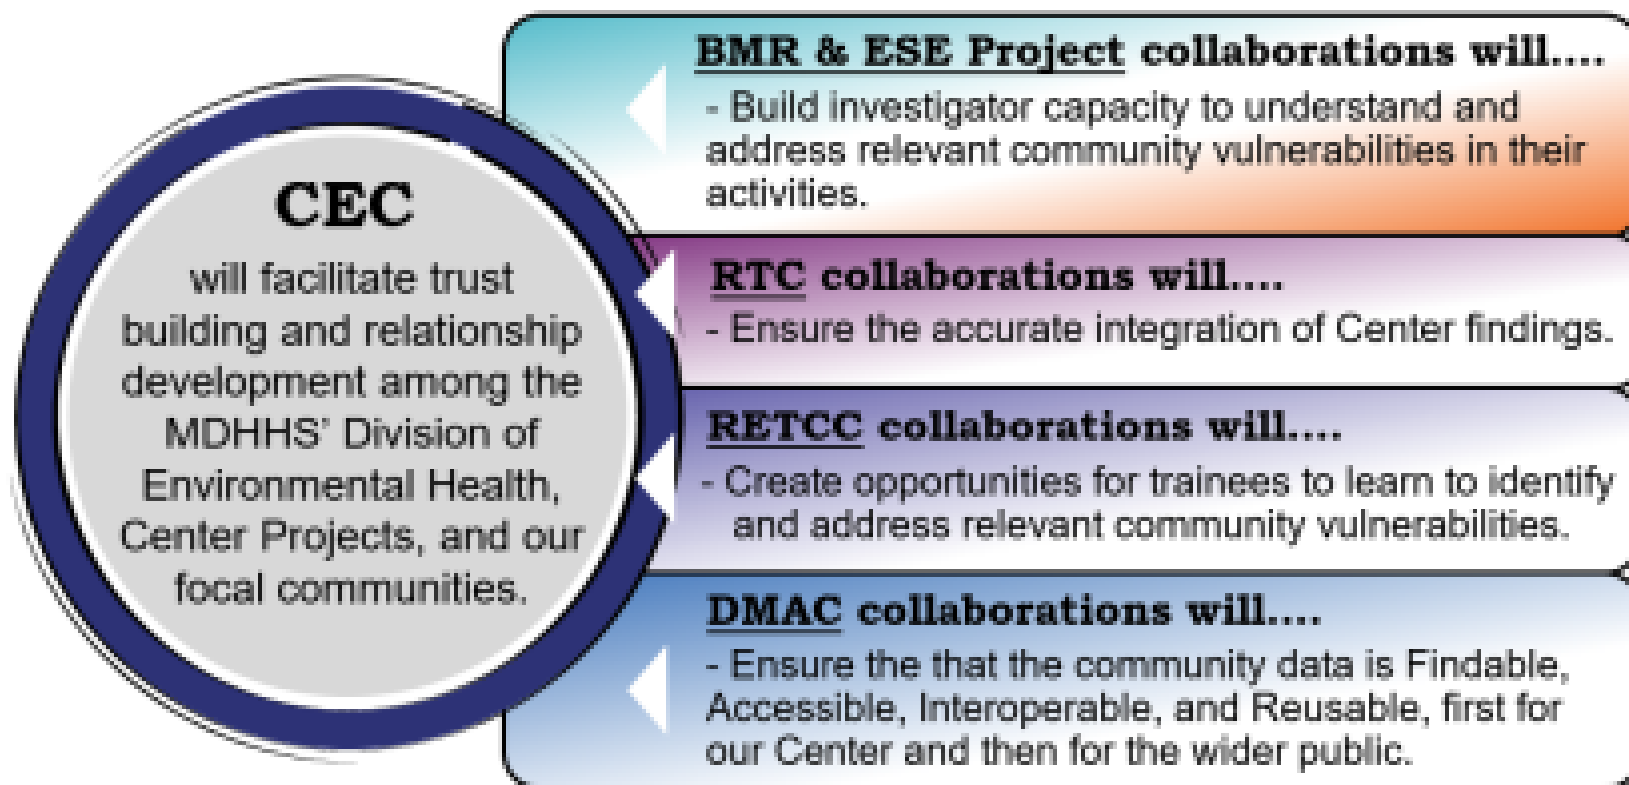 CEC
will facilitate trust
building and relationship
development among the
MDHHS' Division of
Environmental Health,
Center Projects, and our
focal communities.
BMR & ESE Project collaborations will....
- Build investigator capacity to understand and
address relevant community vulnerabilities in their
activities.
RTC collaborations will....
- Ensure the accurate integration of Center findings.
RETCC collaborations will....
- Create opportunities for trainees to learn to identify
and address relevant community vulnerabilities.
DMAC collaborations will....
- Ensure the that the community data is Findable,
Accessible, Interoperable, and Reusable, first for
our Center and then for the wider public.